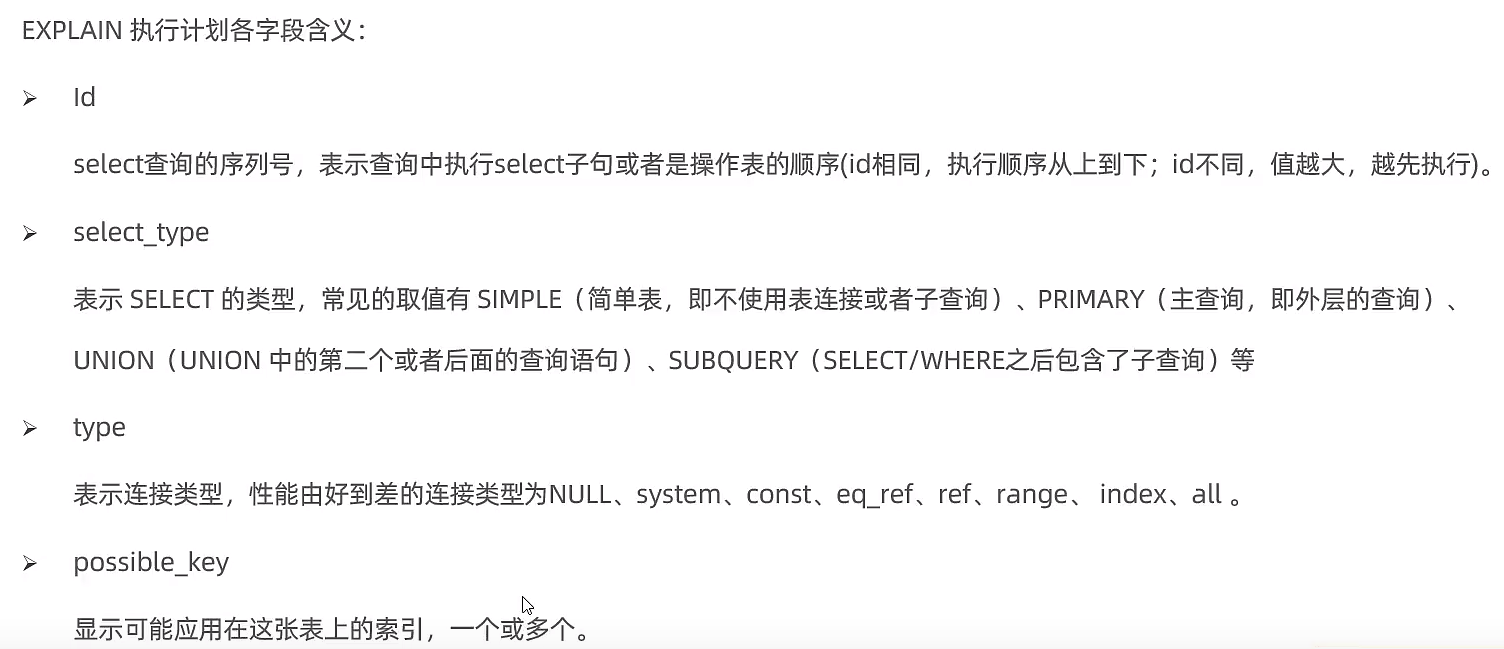 EXPLAIN 执行计划各字段含义：
➢ Id
select查询的序列号，表示查询中执行select子句或者是操作表的顺序(id相同，执行顺序从上到下；id不同，值越大，越先执行)。
➢ select_type
表示 SELECT 的类型，常见的取值有 SIMPLE（简单表，即不使用表连接或者子查询）、PRIMARY（主查询，即外层的查询）、
UNION（UNION 中的第二个或者后面的查询语句）、SUBQUERY（SELECT/WHERE之后包含了子查询）等
➢ type
表示连接类型，性能由好到差的连接类型为NULL、system、const、eq_ref、ref、range、 index、all 。
➢ possible_key
显示可能应用在这张表上的索引，一个或多个。